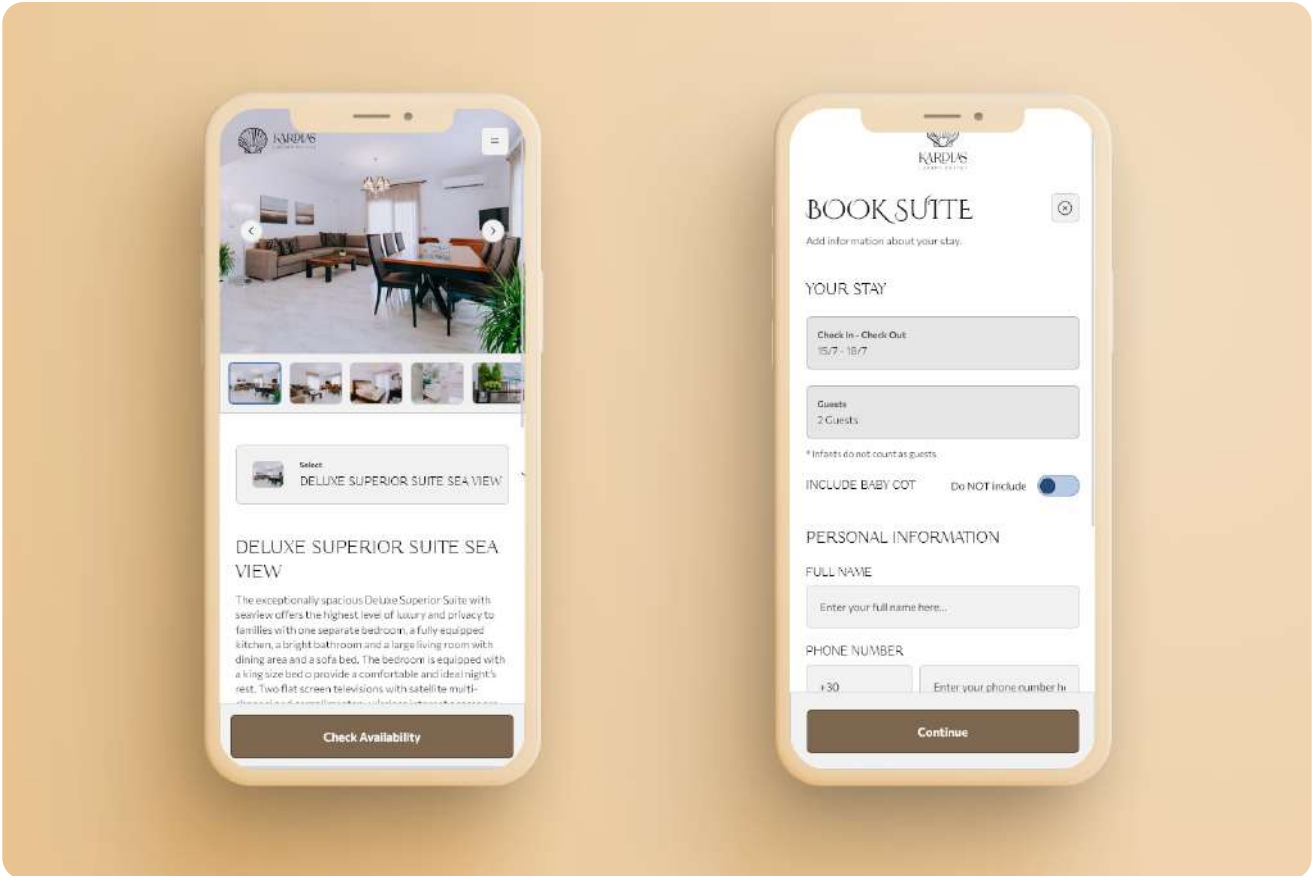 KARDIAS
Select
DELUXE SUPERIOR SUITE SEA VIEW
DELUXE SUPERIOR SUITE SEA
VIEW
The exceptionally spacious Deluxe Superior Suite with
seaview offers the highest level of luxury and privacy to
families with one separate bedroom, a fully equipped
kitchen, a bright bathroom and a large living room with
dining area and a sofa bed. The bedroom is equipped with
a king size bed o provide a comfortable and ideal night's
rest. Two flat screen televisions with satellite multi-
Check Availability
KARDIAS
BOOK SUITE
Add information about your stay.
YOUR STAY
Check In - Check Out
15/7 - 18/7
Guests
2 Guests
* Infants do not count as guests.
INCLUDE BABY COT
Do NOT include
PERSONAL INFORMATION
FULL NAME
Enter your full name here...
PHONE NUMBER
+30
Enter your phone number h
Continue